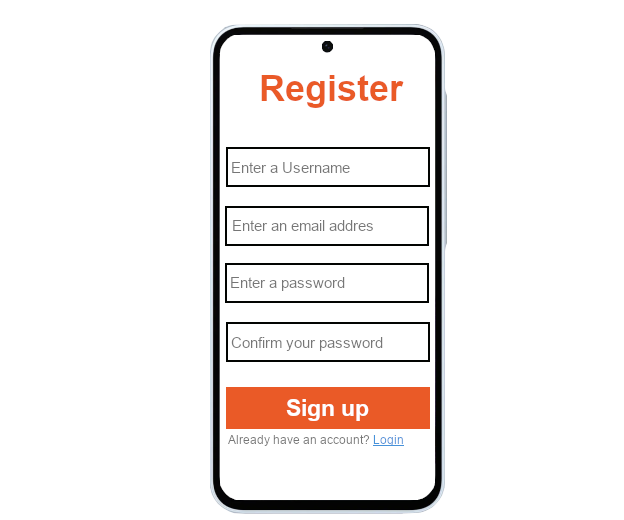 Register
Enter a Username
Enter an email addres
Enter a password
Confirm your password
Sign up
Already have an account? Login